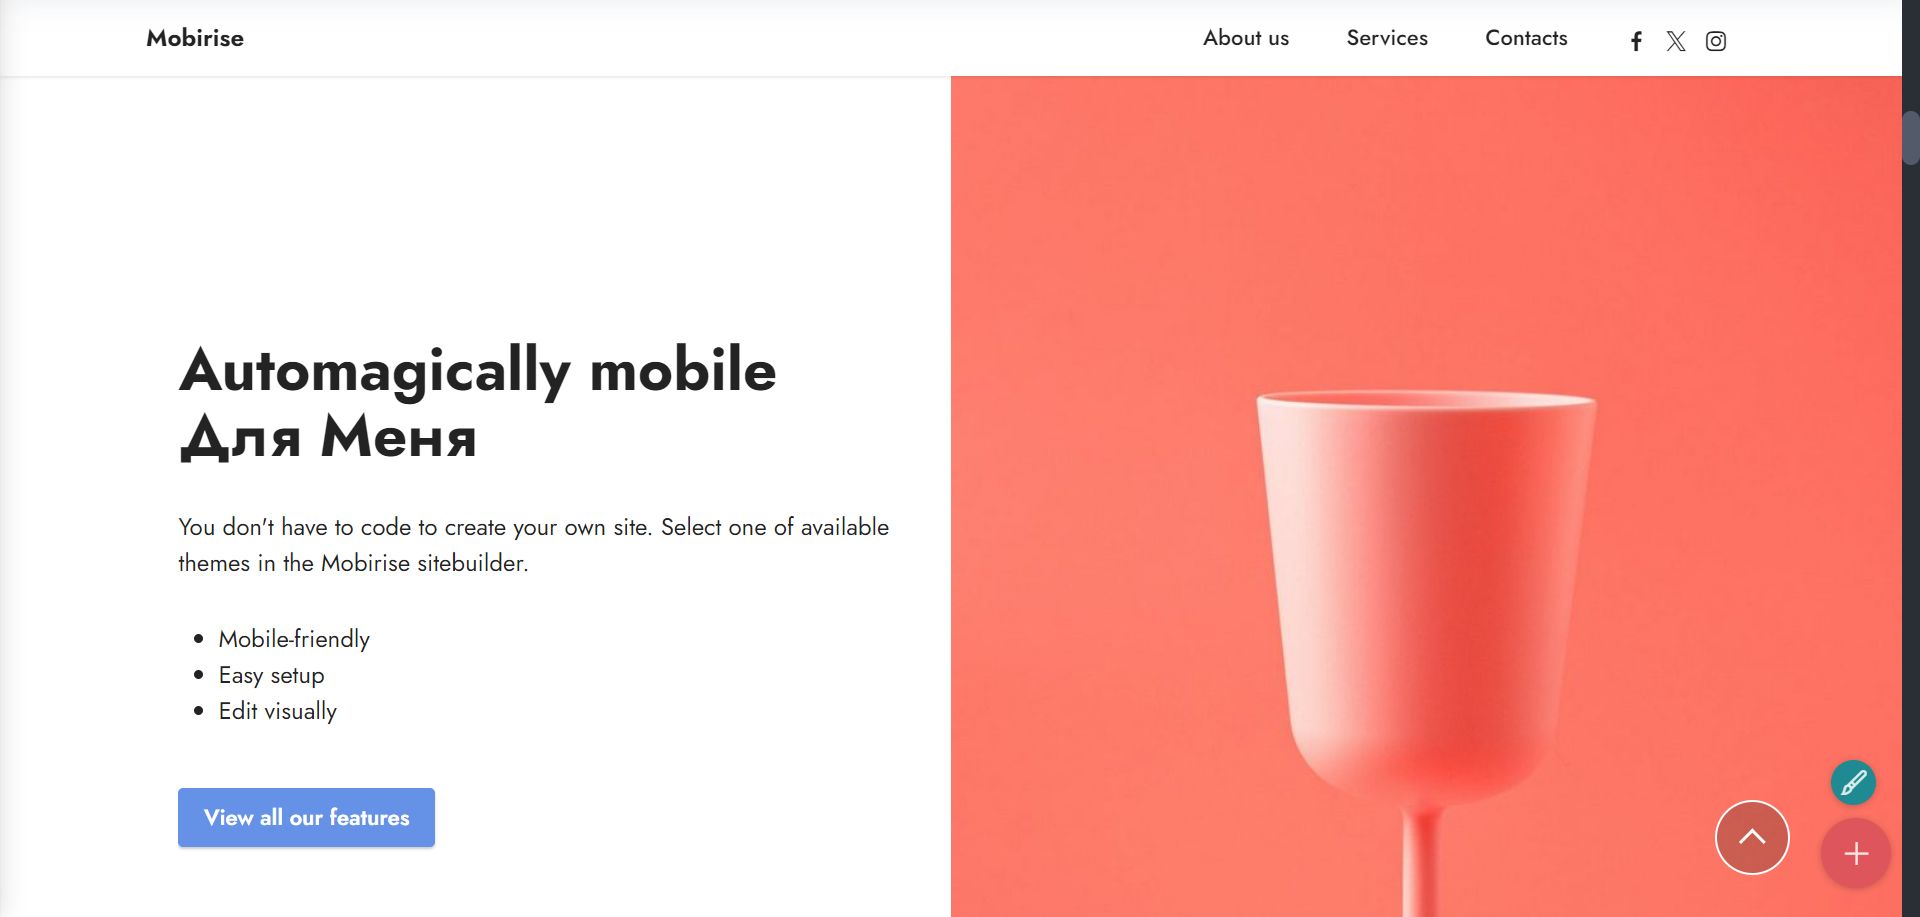 Mobirise
About us Services Contacts
Automagically mobile
Для Меня
You don't have to code to create your own site. Select one of available
themes in the Mobirise sitebuilder.
Mobile-friendly
Easy setup
Edit visually
View all our features